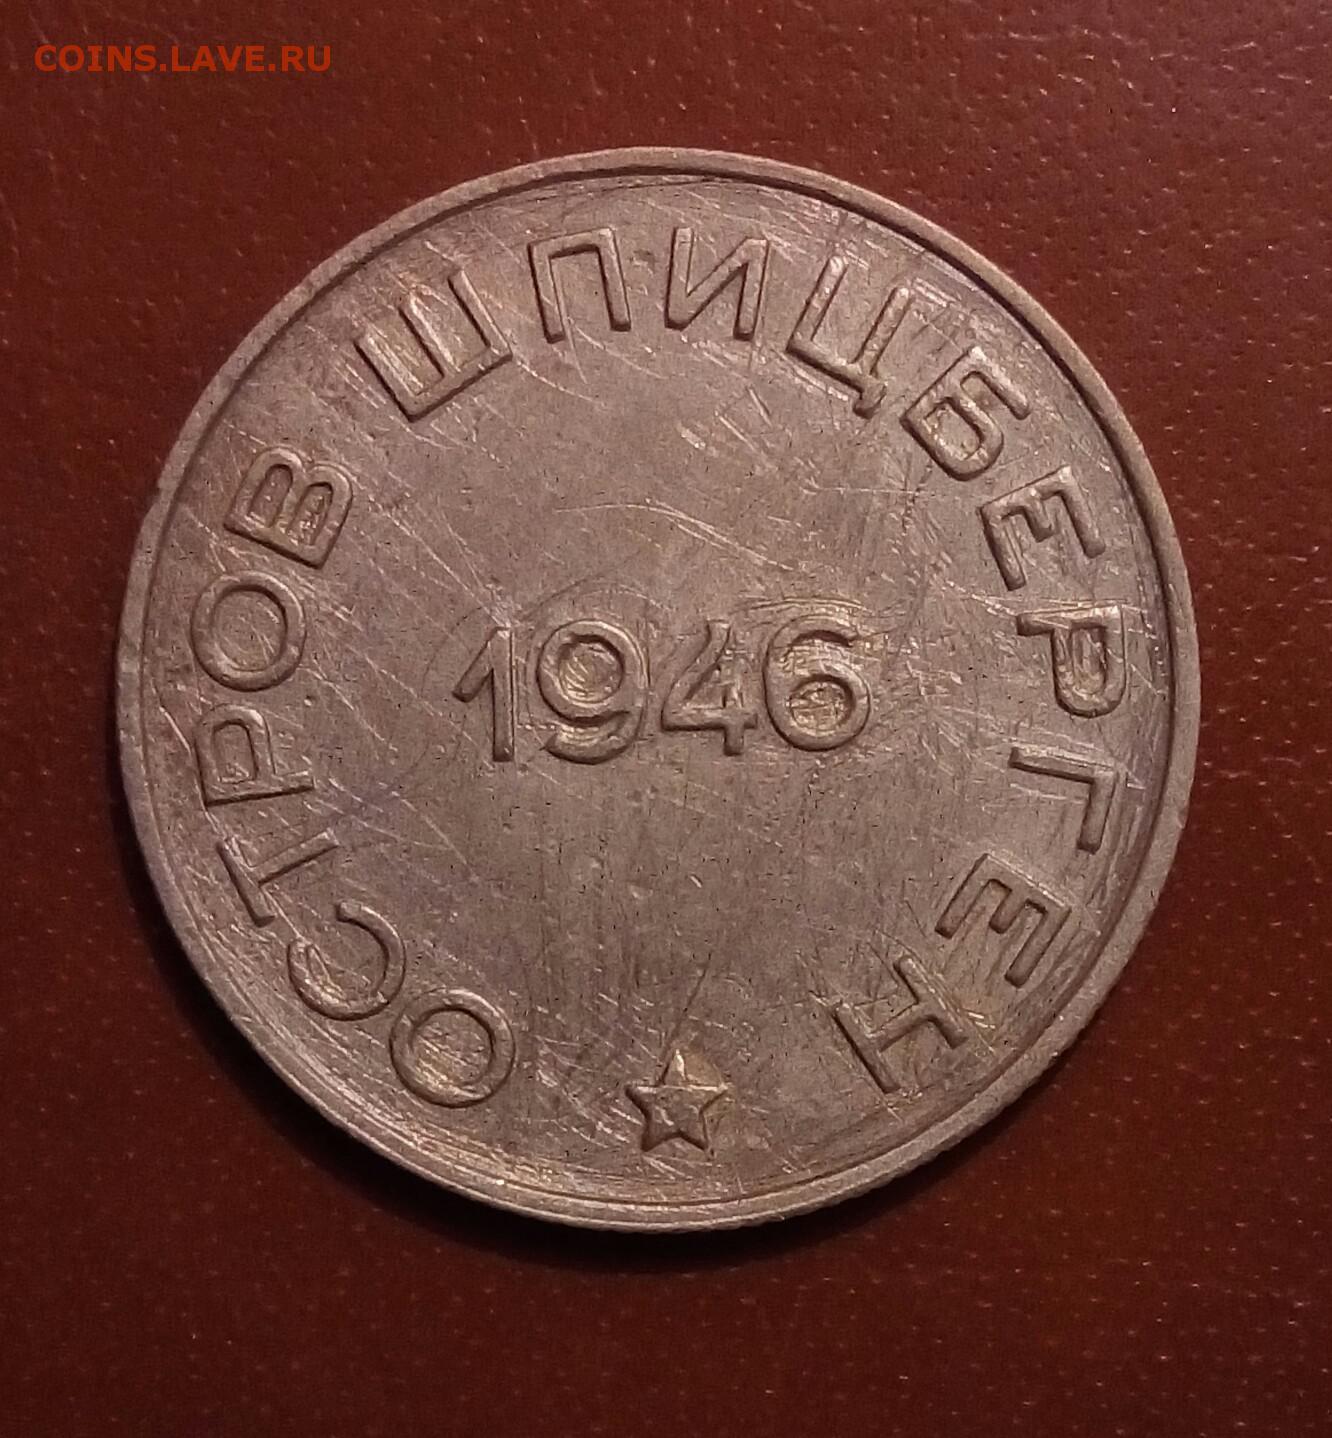 COINS.LAVE.RU
ОСТРОВ ШПИЦБЕРГЕН
1946